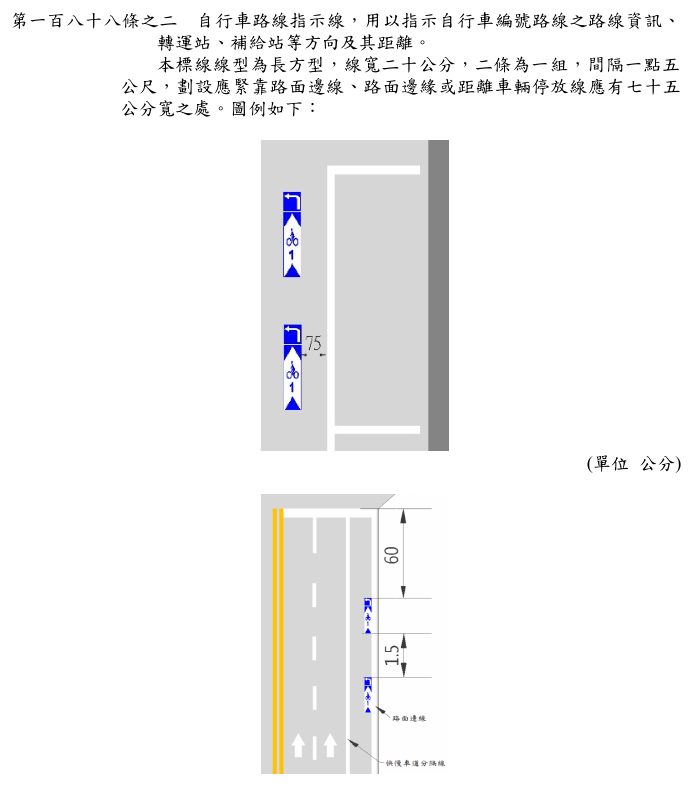 第一百八十八條之二　自行車路線指示線，用以指示自行車編號路線之路線資訊、
轉運站、補給站等方向及其距離。
本標線線型為長方型，線寬二十公分，二條為一組，間隔一點五
公尺，劃設應緊靠路面邊線、路面邊緣或距離車輛停放線應有七十五
公分寬之處。圖例如下：
1
75
1
(單位 公分)
60
1.5
路面邊線
快慢車道分隔線